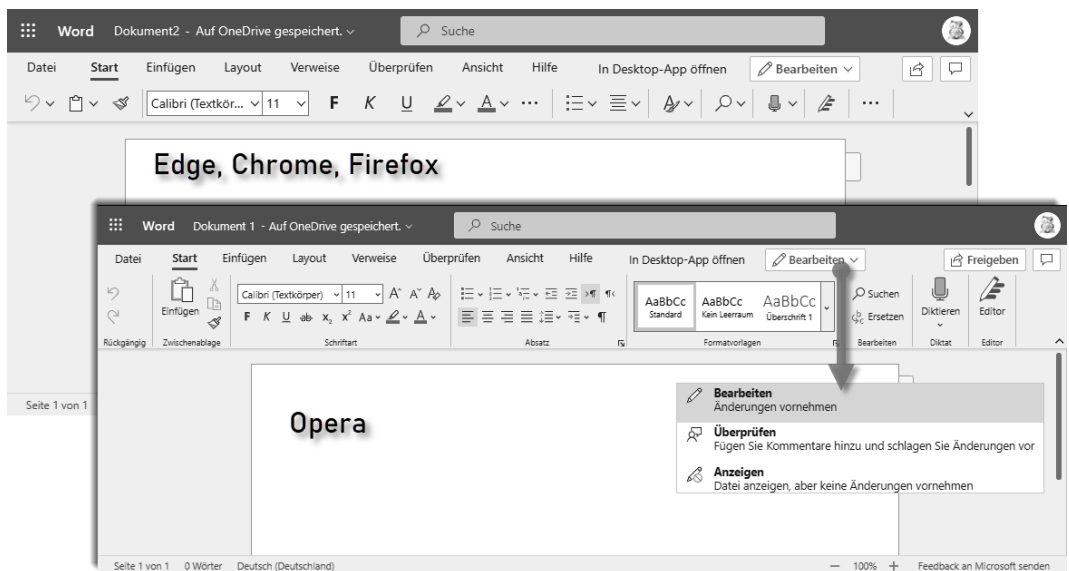 Word Dokument2 - Auf OneDrive gespeichert. Suche
Datei Start Einfügen Layout Verweise Überprüfen Ansicht Hilfe In Desktop-App öffnen Bearbeiten
Calibri (Textkör... 11 F K U A ...
Edge, Chrome, Firefox
Seite 1 von 1
Word Dokument 1 - Auf OneDrive gespeichert. Suche
Datei Start Einfügen Layout Verweise Überprüfen Ansicht Hilfe In Desktop-App öffnen Bearbeiten Freigeben
Einfügen
Calibri (Textkörper) 11 A A A
F K U ab x₂ x² Aa A
AaBbCc AaBbCc AaBbCc
Standard Kein Leerraum Überschrift 1
Suchen
Ersetzen
Diktieren Editor
Rückgängig Zwischenablage Schriftart Absatz Formatvorlagen Bearbeiten Diktat Editor
Opera
Bearbeiten
Änderungen vornehmen
Überprüfen
Fügen Sie Kommentare hinzu und schlagen Sie Änderungen vor
Anzeigen
Datei anzeigen, aber keine Änderungen vornehmen
Seite 1 von 1 0 Wörter Deutsch (Deutschland) — 100% + Feedback an Microsoft senden